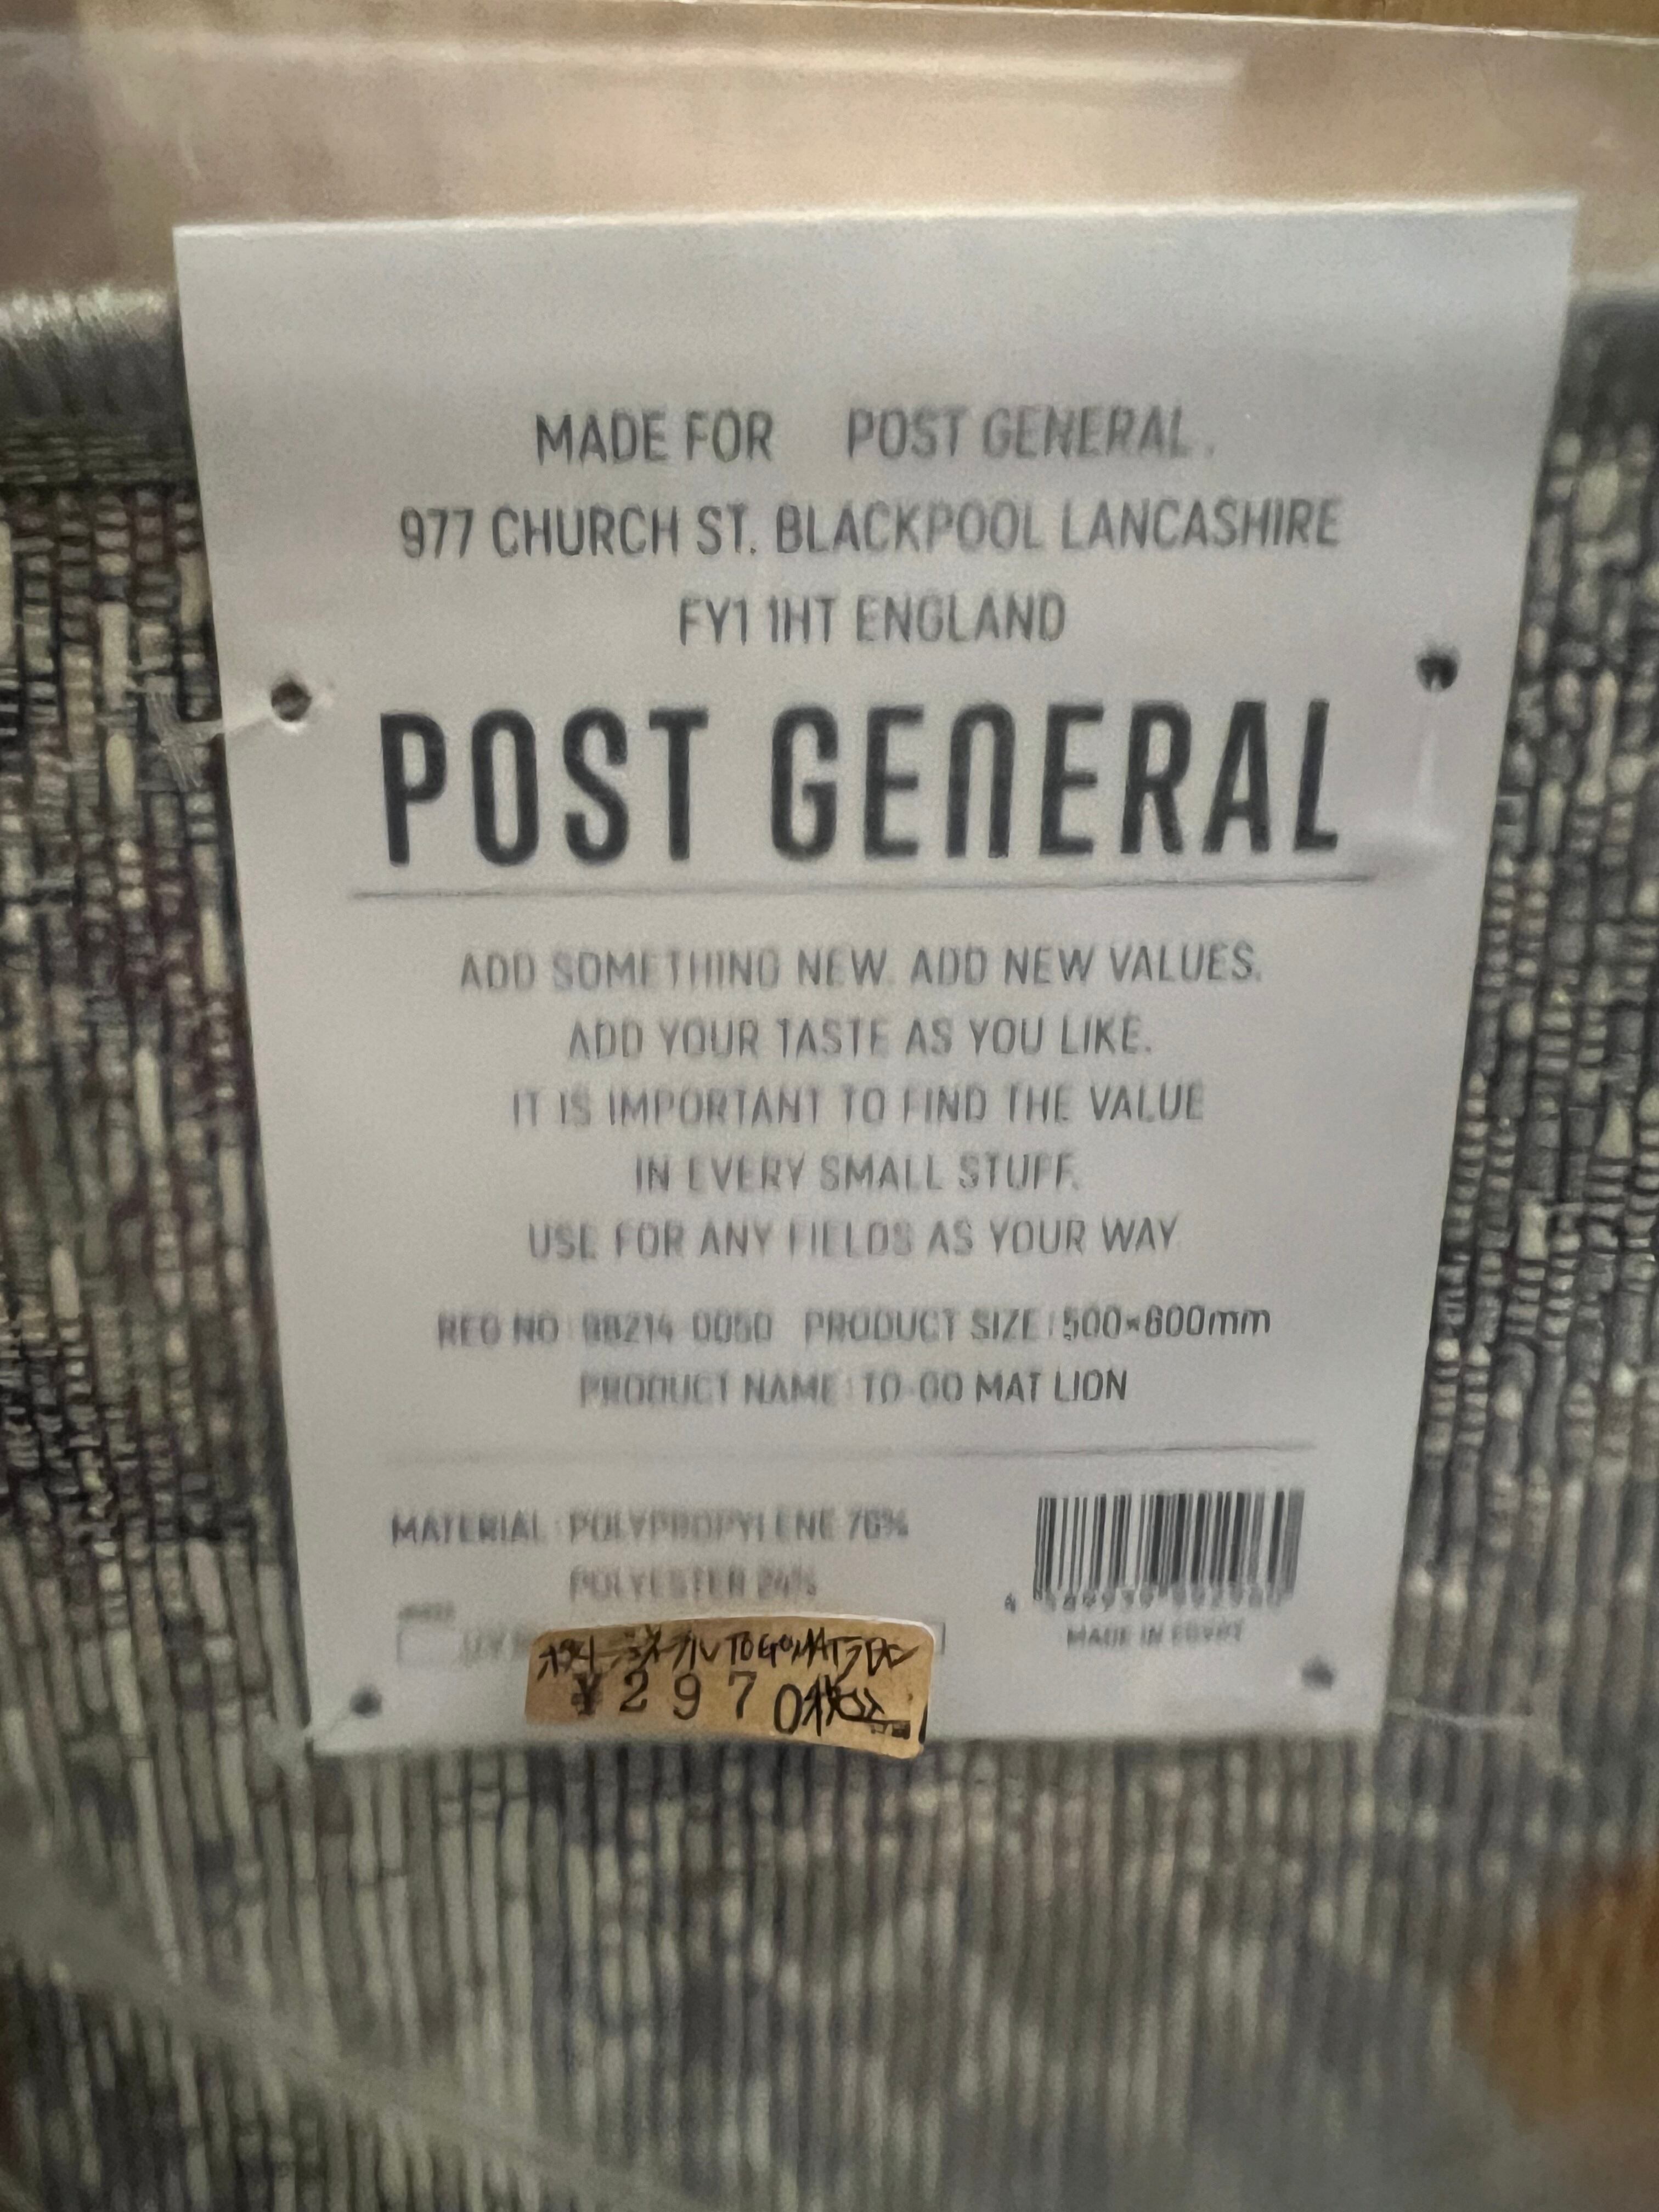 MADE FOR POST GENERAL.
977 CHURCH ST. BLACKPOOL LANCASHIRE
FY1 1HT ENGLAND
POST GENERAL
ADD SOMETHING NEW. ADD NEW VALUES.
ADD YOUR TASTE AS YOU LIKE.
IT IS IMPORTANT TO FIND THE VALUE
IN EVERY SMALL STUFF.
USE FOR ANY FIELDS AS YOUR WAY
REG NO PRODUCT SIZE: 500×800mm
PRODUCT NAME: TO-GO MAT LION
MATERIAL: POLYPROPYLENE
POLYESTER
MADE IN EGYPT
¥2970